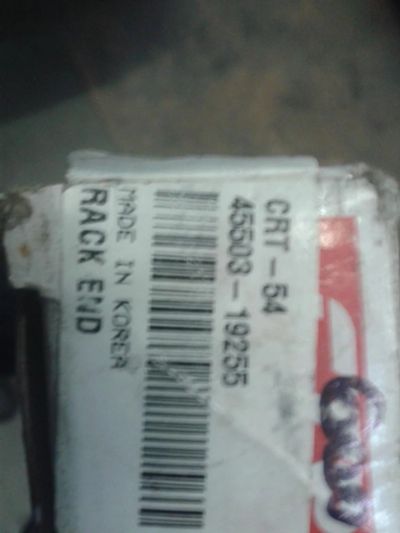 CRT-54
45503-19255
MADE IN KOREA
RACK END